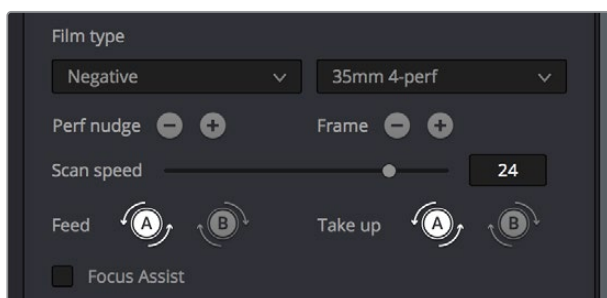 Film type
Negative 35mm 4-perf
Perf nudge Frame
Scan speed 24
Feed A B Take up A B
Focus Assist